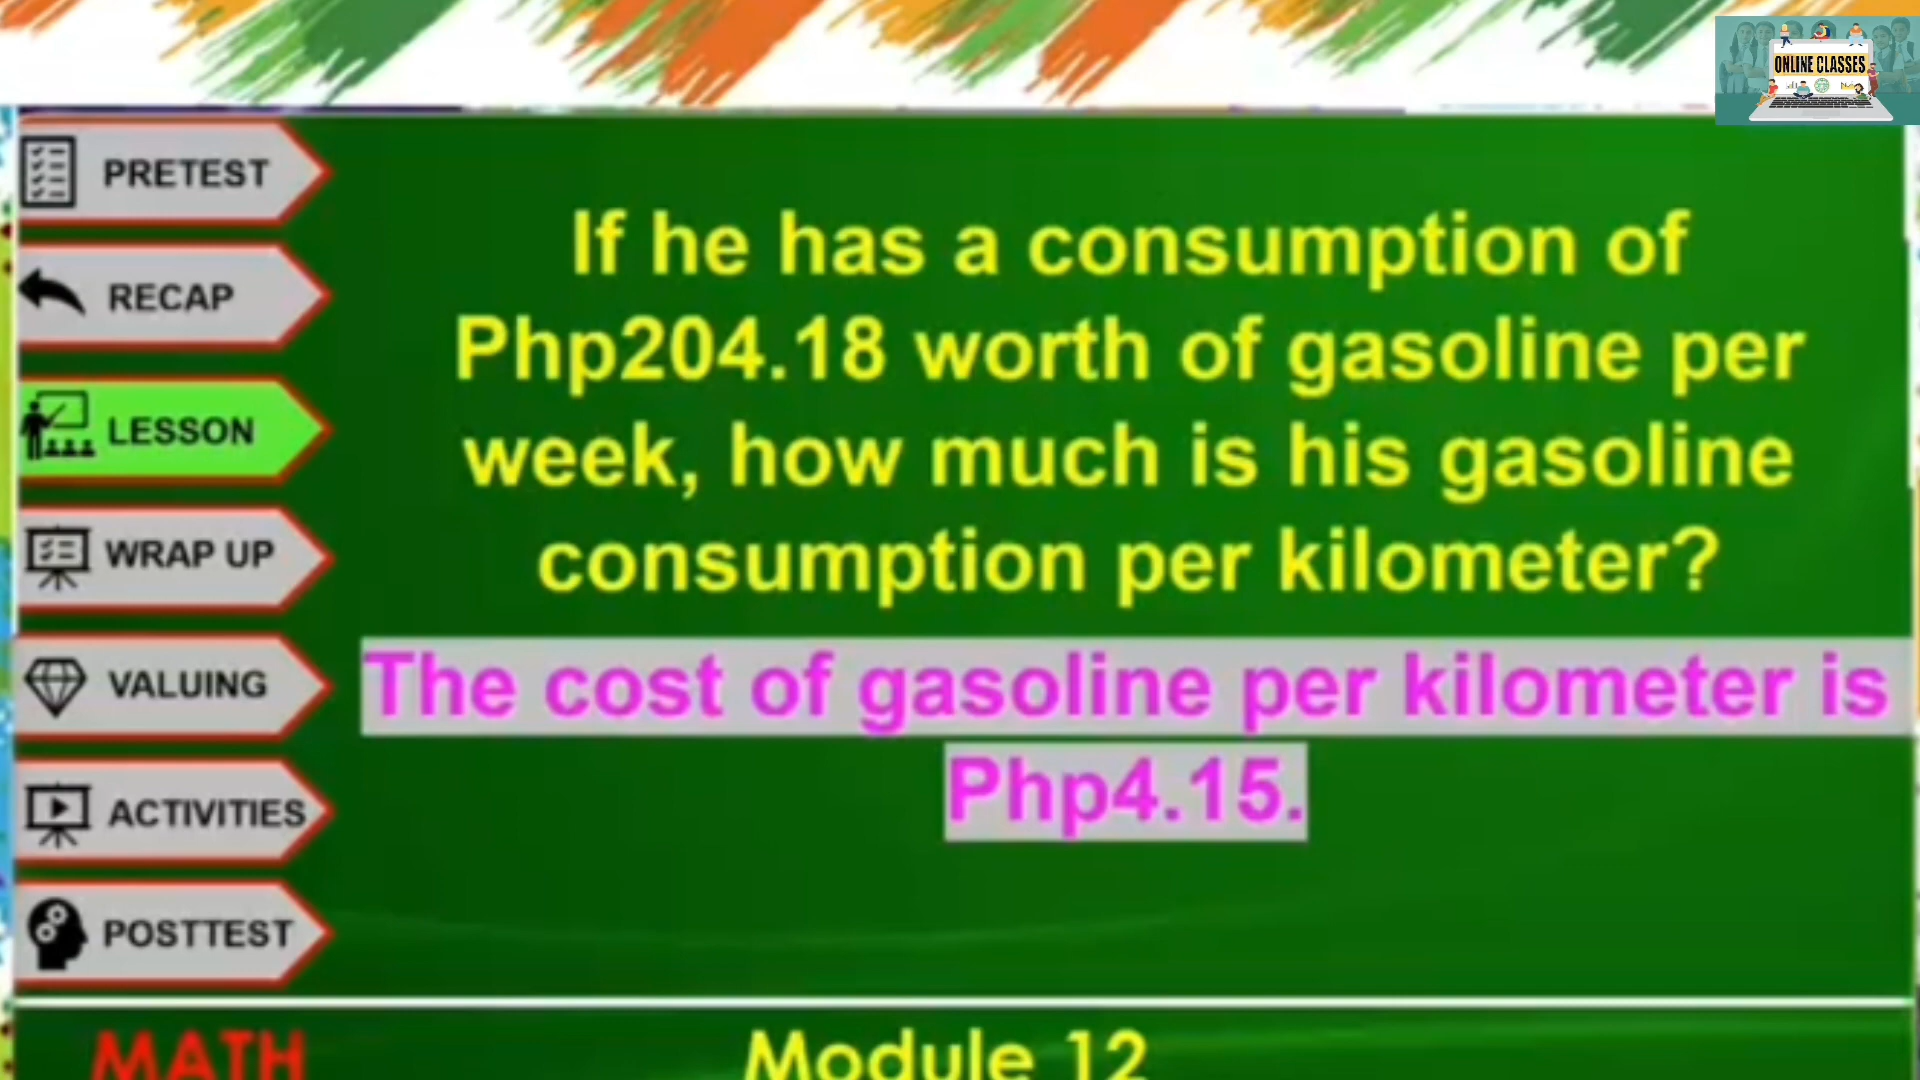 ONLINE CLASSES
PRETEST
RECAP
LESSON
WRAP UP
VALUING
ACTIVITIES
POSTTEST
If he has a consumption of
Php204.18 worth of gasoline per
week, how much is his gasoline
consumption per kilometer?
The cost of gasoline per kilometer is
Php4.15.
MATH
Module 12